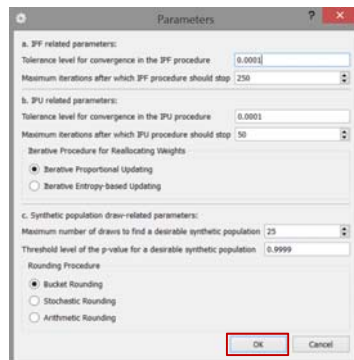 Parameters
?
a. IPF related parameters:
Tolerance level for convergence in the IPF procedure 0.0001
Maximum iterations after which IPF procedure should stop 250
b. IPU related parameters:
Tolerance level for convergence in the IPU procedure 0.0001
Maximum iterations after which IPU procedure should stop 50
Iterative Procedure for Reallocating Weights
Iterative Proportional Updating
Iterative Entropy-based Updating
c. Synthetic population draw-related parameters:
Maximum number of draws to find a desirable synthetic population 25
Threshold level of the p-value for a desirable synthetic population 0.9999
Rounding Procedure
Bucket Rounding
Stochastic Rounding
Arithmetic Rounding
OK Cancel